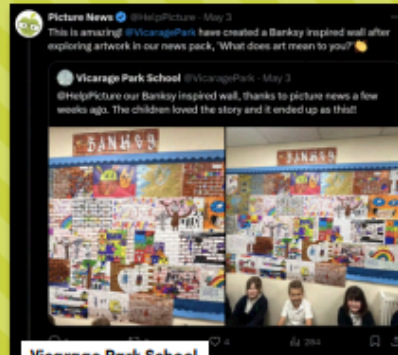 Picture News @HelpPicture · May 3
This is amazing! @VicaragePark have created a Banksy inspired wall after
exploring artwork in our news pack, 'What does art mean to you?'👏
Vicarage Park School @VicaragePark · May 3
@HelpPicture our Banksy inspired wall, thanks to picture news a few
weeks ago. The children loved the story and it ended up as this!!
BANKSY
BANKSY
4
284
Vicarage Park School